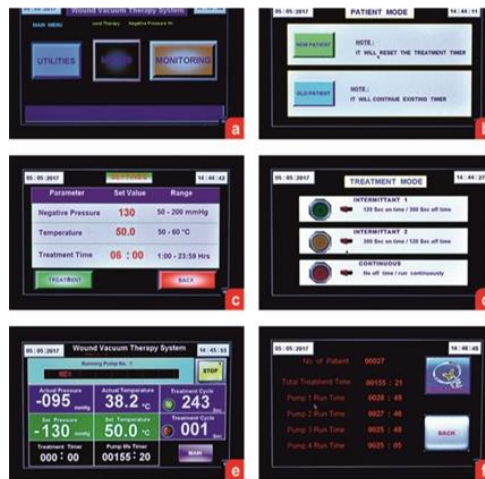 Wound Vacuum Therapy System
MAIN MENU
UTILITIES
MONITORING
a
05:05:2017
PATIENT MODE
14:44:11
NEW PATIENT
NOTE :
IT WILL RESET THE TREATMENT TIMER
OLD PATIENT
NOTE :
IT WILL CONTINUE EXISTING TIMER
05:05:2017
SETTINGS
14:44:42
Parameter Set Value Range
Negative Pressure 130 50 - 200 mmHg
Temperature 50.0 50 - 60 °C
Treatment Time 06 : 00 1:00 - 23:59 Hrs
TREATMENT
BACK
c
05:05:2017
TREATMENT MODE
14:44:27
INTERMITTANT 1
120 Sec on time / 300 Sec off time
INTERMITTANT 2
300 Sec on time / 120 Sec off time
CONTINUOUS
No off time / run continuously
05:05:2017
Wound Vacuum Therapy System
14:45:53
Running Pump No. 1
STOP
Actual Pressure Actual Temperature Treatment Cycle
-095 mmHg 38.2 °C 243 Sec
Set Pressure Set Temperature Treatment Cycle
-130 mmHg 50.0 °C 001 Sec
Treatment Timer Pump life Timer
000 : 00 00155 : 20
MAIN
e
05:05:2017
14:46:45
No. of Patient 00027
Total Treatment Time 00155 : 21
Pump 1 Run Time 0028 : 49
Pump 2 Run Time 0027 : 46
Pump 3 Run Time 0025 : 48
Pump 4 Run Time 0025 : 05
BACK
f